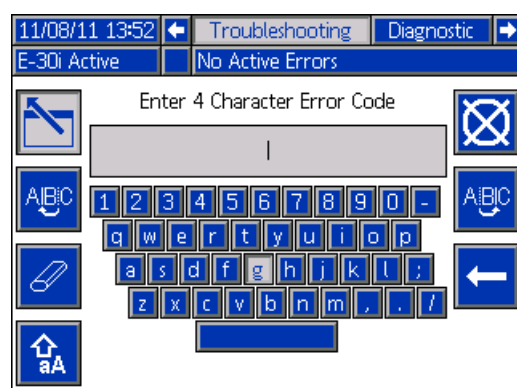 11/08/11 13:52 Troubleshooting Diagnostic
E-30i Active No Active Errors
Enter 4 Character Error Code
ABC ABC
1 2 3 4 5 6 7 8 9 0 -
q w e r t y u i o p
a s d f g h j k l ;
z x c v b n m , . /
aA